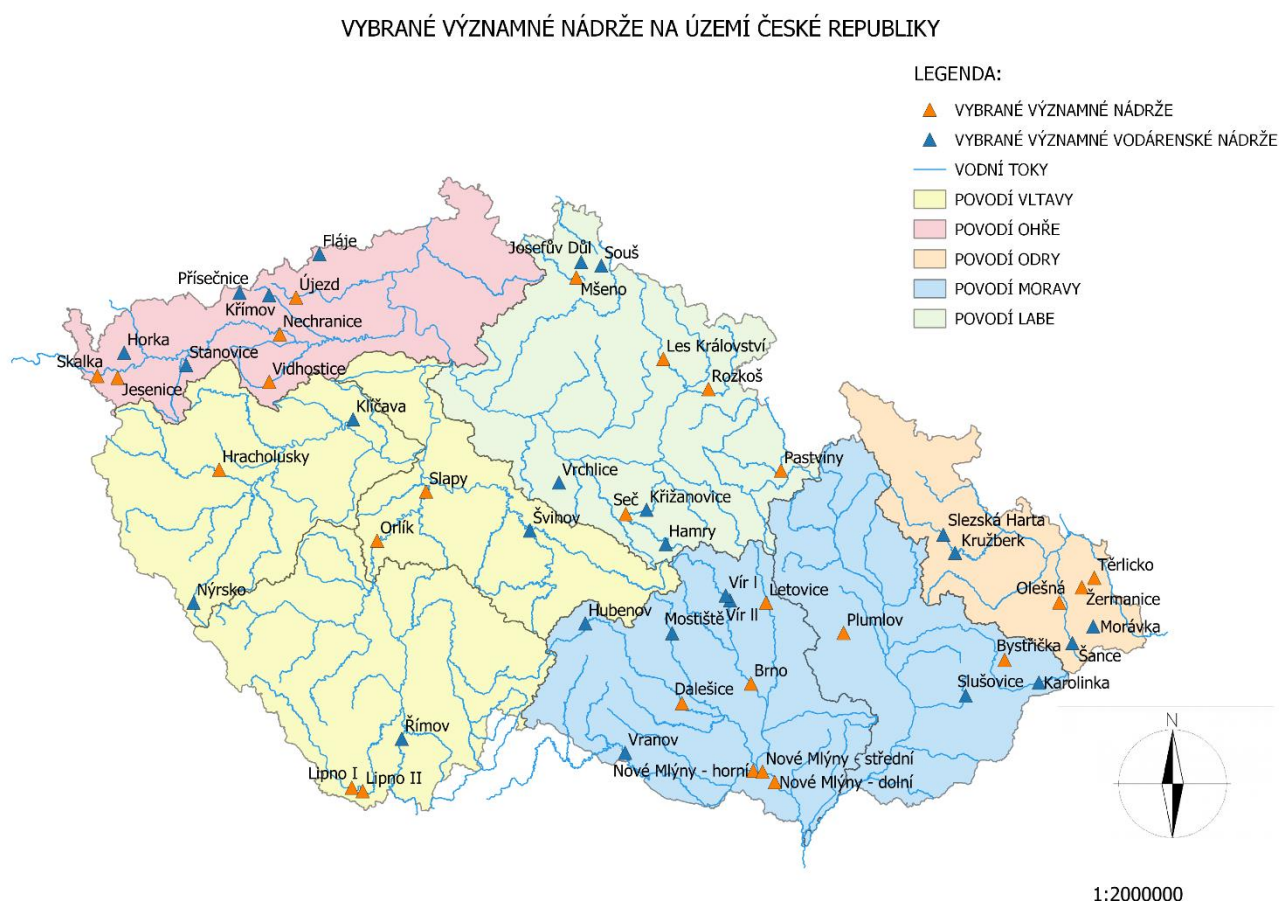 VYBRANÉ VÝZNAMNÉ NÁDRŽE NA ÚZEMÍ ČESKÉ REPUBLIKY
LEGENDA:
VYBRANÉ VÝZNAMNÉ NÁDRŽE
VYBRANÉ VÝZNAMNÉ VODÁRENSKÉ NÁDRŽE
VODNÍ TOKY
POVODÍ VLTAVY
POVODÍ OHŘE
POVODÍ ODRY
POVODÍ MORAVY
POVODÍ LABE
Fláje
Josefův Důl
Souš
Přísečnice
Újezd
Mšeno
Křímov
Nechranice
Horka
Stanovice
Les Království
Skalka
Jesenice
Vidhostice
Rozkoš
Klíčava
Hracholusky
Slapy
Vrchlice
Pastviny
Seč
Křižanovice
Orlík
Švihov
Hamry
Slezská Harta
Kružberk
Těrlicko
Olešná
Žermanice
Nýrsko
Hubenov
Vír I
Letovice
Mostiště
Vír II
Plumlov
Morávka
Bystřička
Šance
Brno
Dalešice
Slušovice
Karolinka
Římov
Vranov
Nové Mlýny - střední
Nové Mlýny - horní
Nové Mlýny - dolní
Lipno I
Lipno II
N
1:2000000